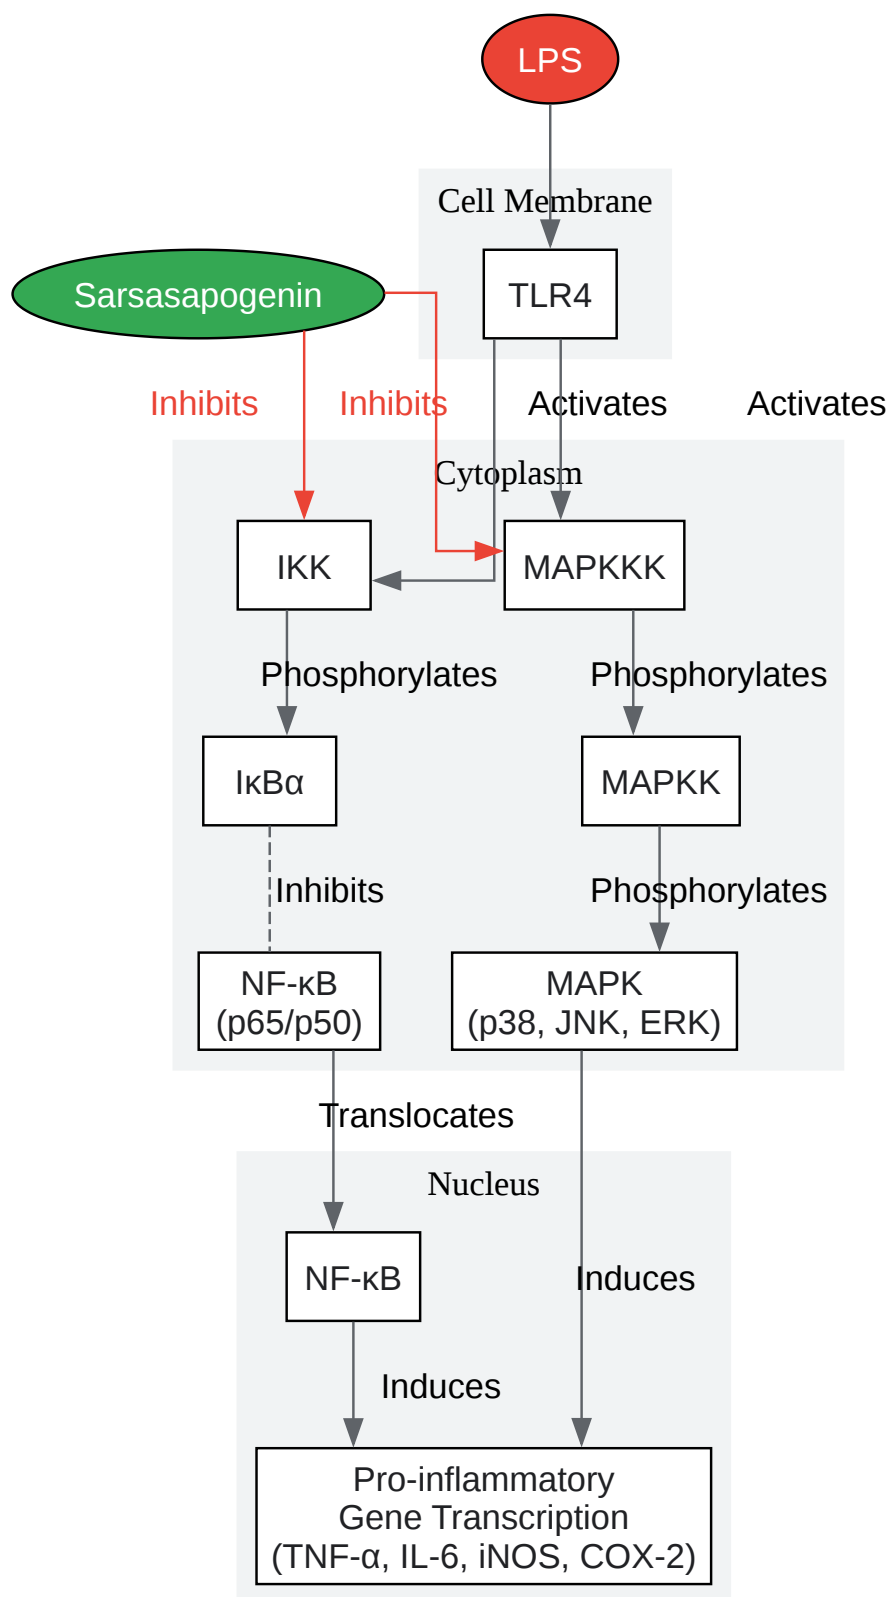 LPS
Cell Membrane
TLR4
Sarsasapogenin
Inhibits
Inhibits
Activates
Activates
Cytoplasm
IKK
MAPKKK
Phosphorylates
Phosphorylates
IκBα
MAPKK
Inhibits
Phosphorylates
NF-κB
(p65/p50)
MAPK
(p38, JNK, ERK)
Translocates
Nucleus
NF-κB
Induces
Induces
Pro-inflammatory
Gene Transcription
(TNF-α, IL-6, iNOS, COX-2)